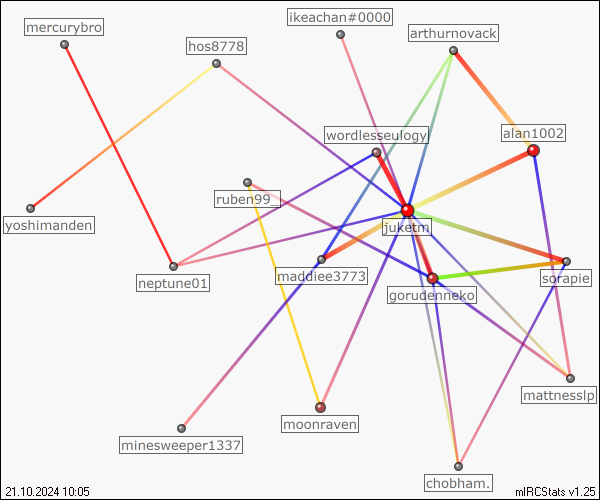 ikeachan#0000
mercurybro
arthurnovack
hos8778
wordlesseulogy
alan1002
ruben99_
yoshimanden
juketm
maddiee3773
sorapie
neptune01
gorudenneko
mattnesslp
moonraven
minesweeper1337
chobham.
21.10.2024 10:05
mIRCStats v1.25